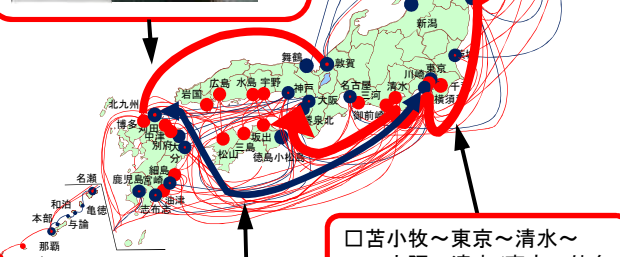 新潟
舞鶴
敦賀
東京
川崎
千
横須
名古屋
三河
清水
御前崎
広島
水島
宇野
神戸
大阪
岩国
泉北
北九州
博多
苅田
中津
別府
大分
松山
三島
坂出
徳島小松島
細島
鹿児島
宮崎
油津
志布志
名瀬
和泊
亀徳
与論
本部
那覇
□苫小牧～東京～清水～